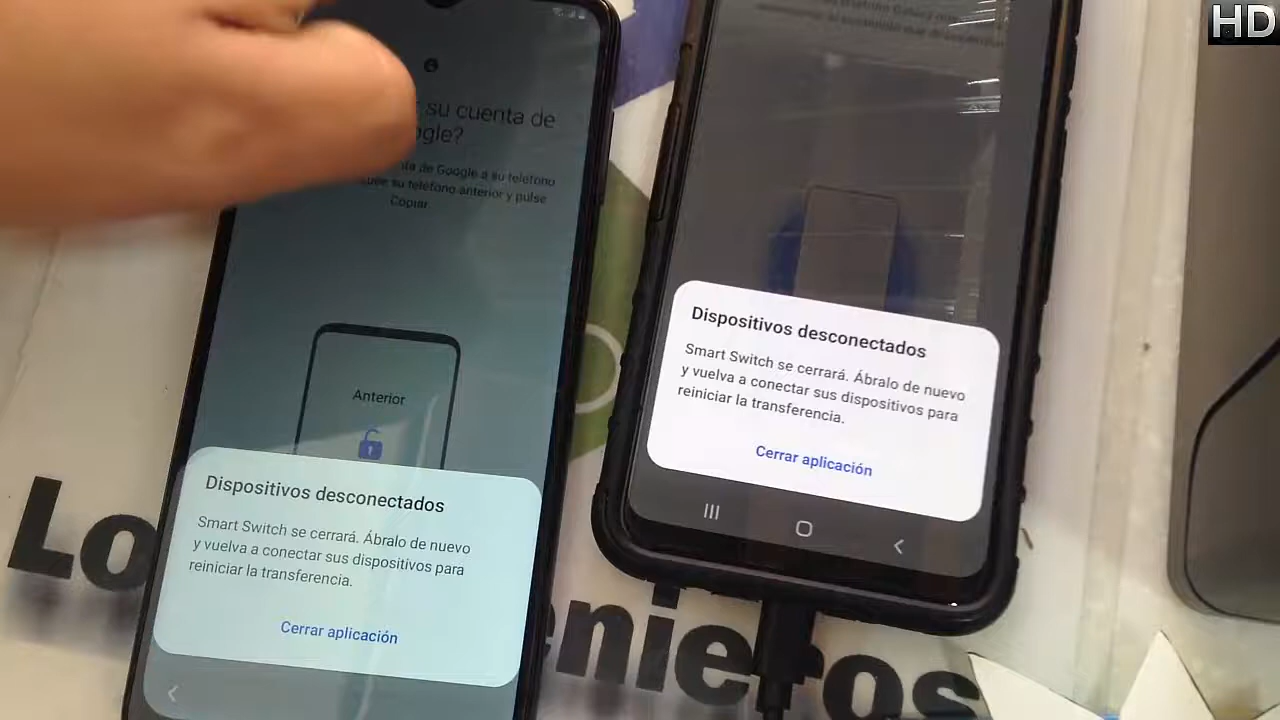 HD
su cuenta de
ogle?
ta de Google a su teléfono
su teléfono anterior y pulse
Copiar.
Anterior
Dispositivos desconectados
Smart Switch se cerrará. Ábralo de nuevo
y vuelva a conectar sus dispositivos para
reiniciar la transferencia.
Cerrar aplicación
Dispositivos desconectados
Smart Switch se cerrará. Ábralo de nuevo
y vuelva a conectar sus dispositivos para
reiniciar la transferencia.
Cerrar aplicación
Lo
enieros